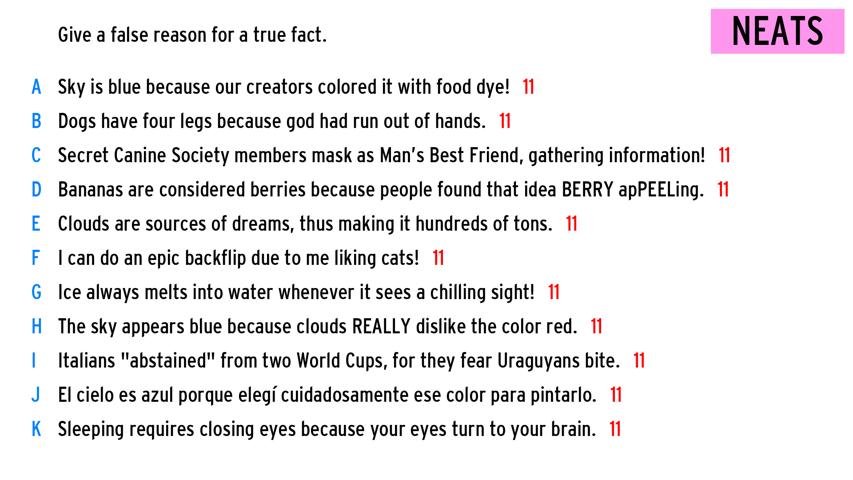 Give a false reason for a true fact.
NEATS
A Sky is blue because our creators colored it with food dye! 11
B Dogs have four legs because god had run out of hands. 11
C Secret Canine Society members mask as Man's Best Friend, gathering information! 11
D Bananas are considered berries because people found that idea BERRY apPEELing. 11
E Clouds are sources of dreams, thus making it hundreds of tons. 11
F I can do an epic backflip due to me liking cats! 11
G Ice always melts into water whenever it sees a chilling sight! 11
H The sky appears blue because clouds REALLY dislike the color red. 11
I Italians "abstained" from two World Cups, for they fear Uraguyans bite. 11
J El cielo es azul porque elegí cuidadosamente ese color para pintarlo. 11
K Sleeping requires closing eyes because your eyes turn to your brain. 11